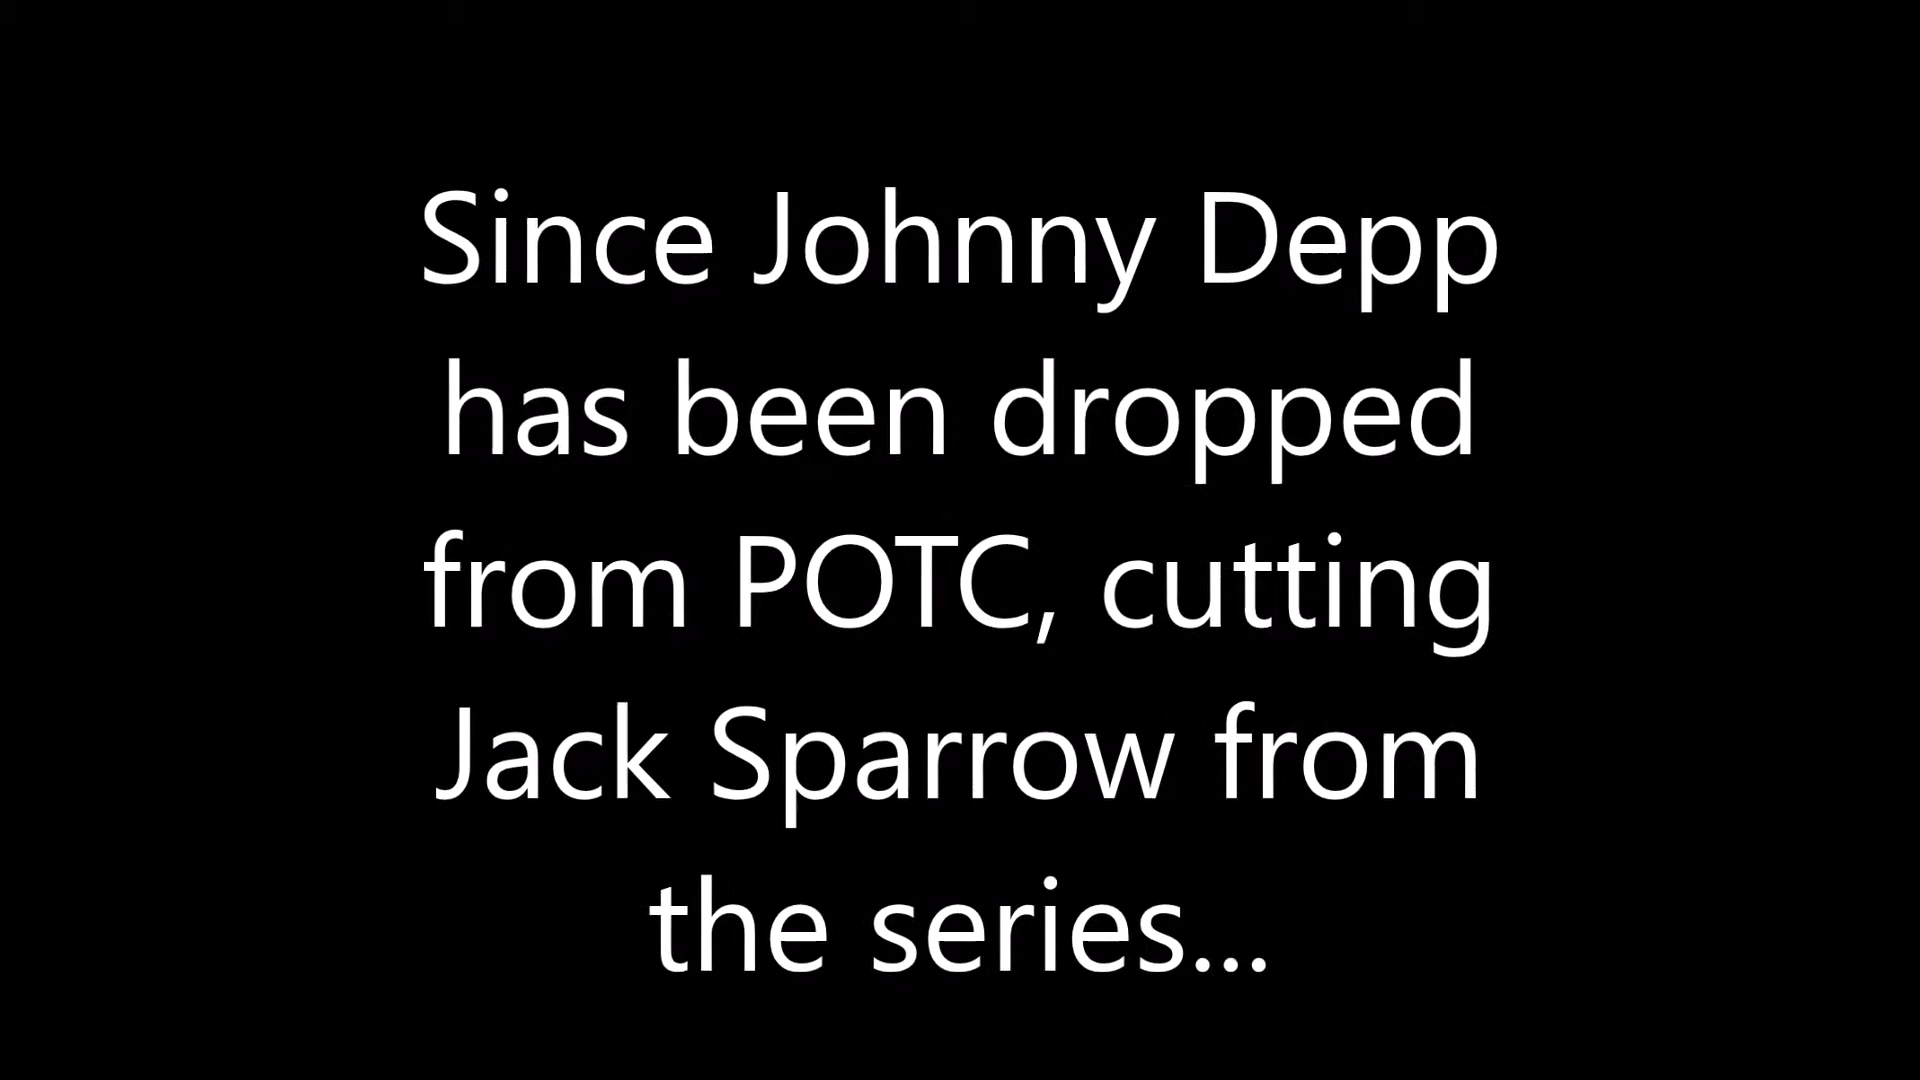 Since Johnny Depp
has been dropped
from POTC, cutting
Jack Sparrow from
the series...